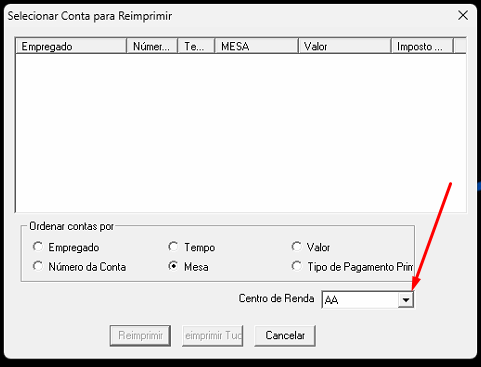 Selecionar Conta para Reimprimir
Empregado Númer... Te... MESA Valor Imposto ...
Ordenar contas por
Empregado Tempo Valor
Número da Conta Mesa Tipo de Pagamento Prim
Centro de Renda AA
Reimprimir eimprimir Tud Cancelar